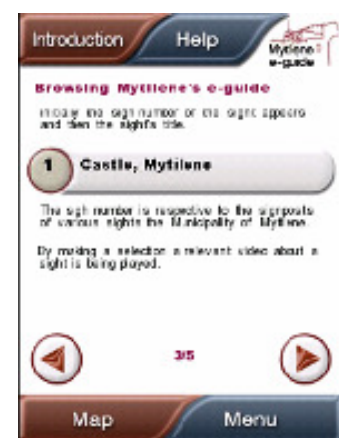 Introduction
Help
Mytilene
e-guide
Browsing Mytilene's e-guide
Initially the sign number of the sight appears
and then the sight's title.
1 Castle, Mytilene
The sign number is respective to the signposts
of various sights the Municipality of Mytilene.
By making a selection a relevant video about a
sight is being played.
3/5
Map
Menu